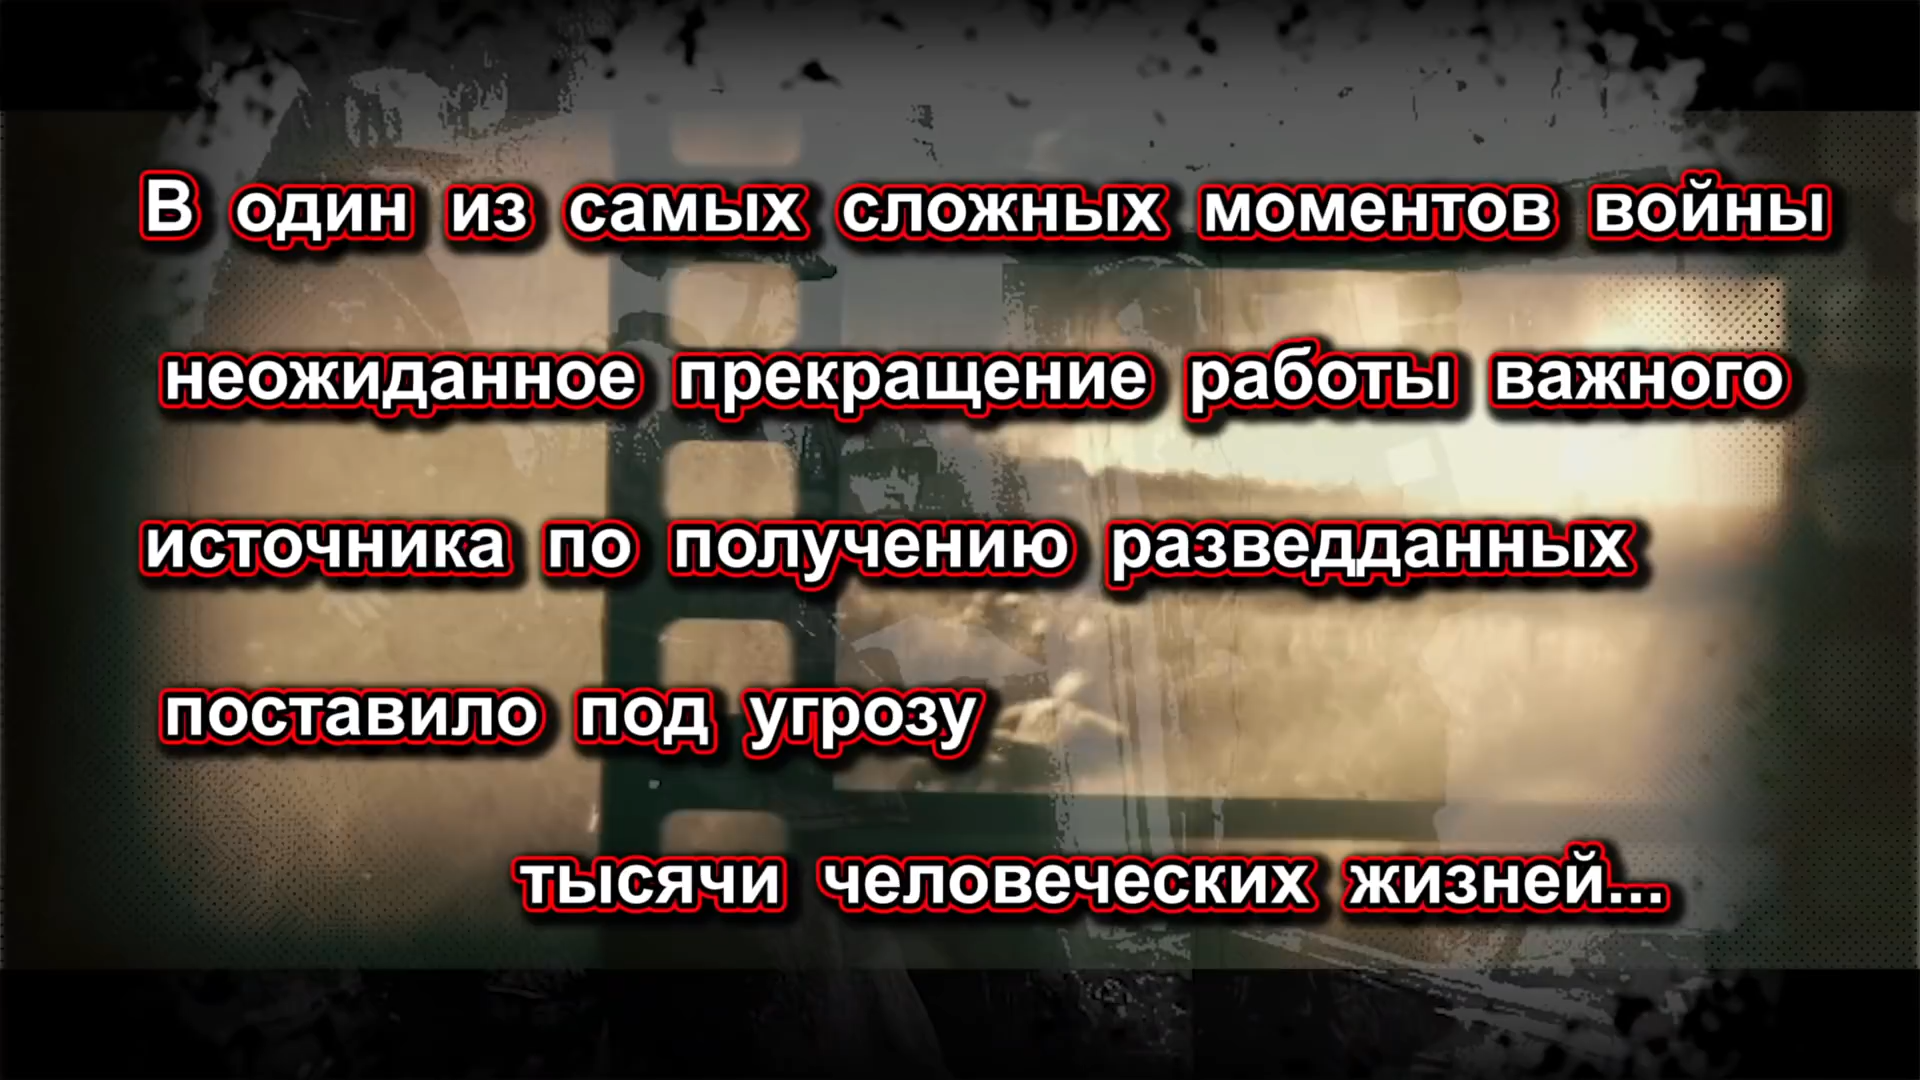 В один из самых сложных моментов войны
неожиданное прекращение работы важного
источника по получению разведданных
поставило под угрозу
тысячи человеческих жизней...